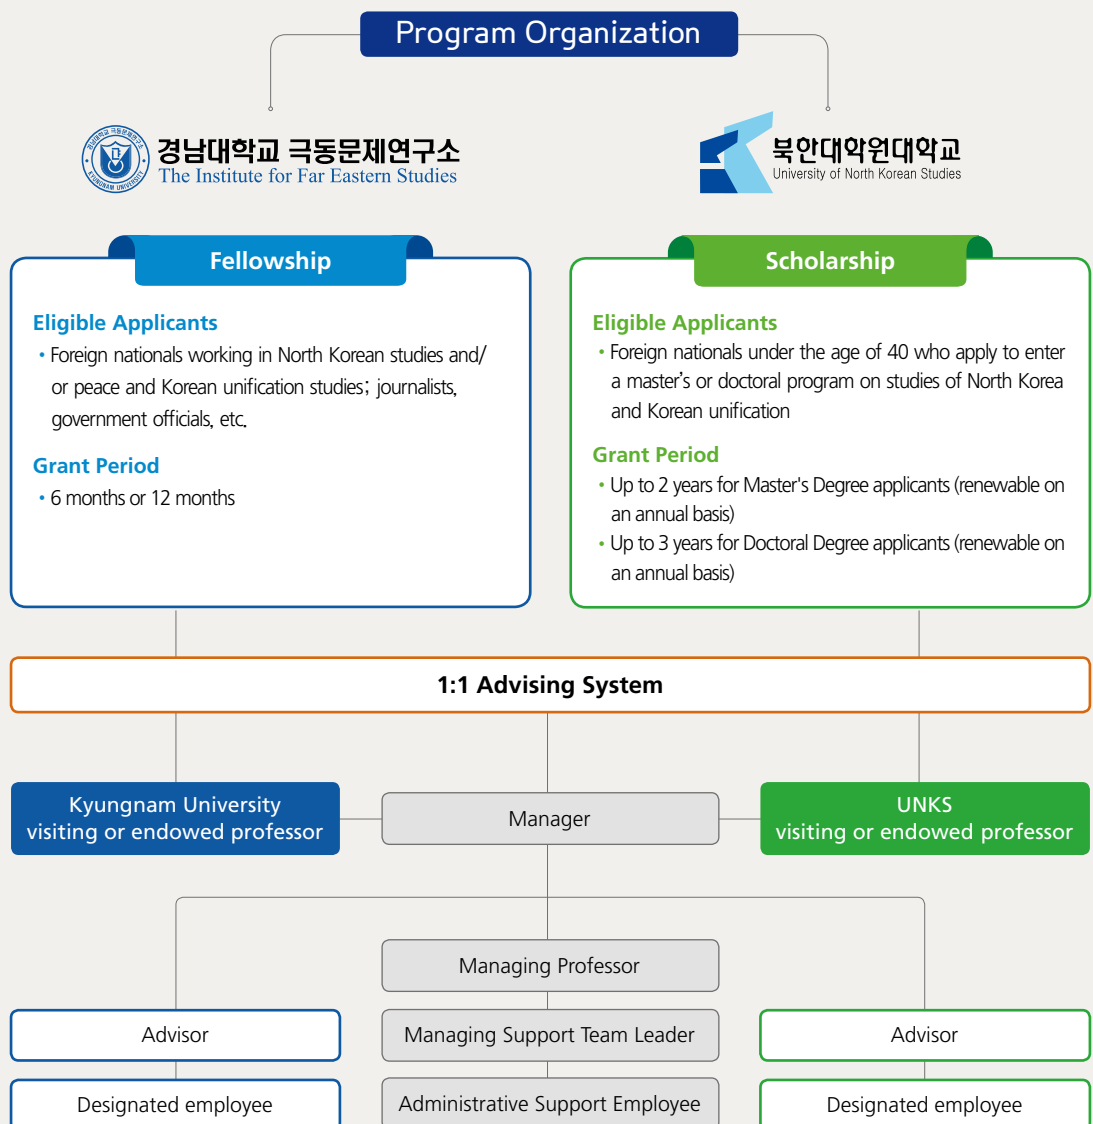 Program Organization
경남대학교 극동문제연구소
The Institute for Far Eastern Studies
북한대학원대학교
University of North Korean Studies
Fellowship
Eligible Applicants
• Foreign nationals working in North Korean studies and/
or peace and Korean unification studies; journalists,
government officials, etc.
Grant Period
• 6 months or 12 months
Scholarship
Eligible Applicants
• Foreign nationals under the age of 40 who apply to enter
a master's or doctoral program on studies of North Korea
and Korean unification
Grant Period
• Up to 2 years for Master's Degree applicants (renewable on
an annual basis)
• Up to 3 years for Doctoral Degree applicants (renewable on
an annual basis)
1:1 Advising System
Kyungnam University
visiting or endowed professor
Manager
UNKS
visiting or endowed professor
Managing Professor
Advisor
Managing Support Team Leader
Advisor
Designated employee
Administrative Support Employee
Designated employee